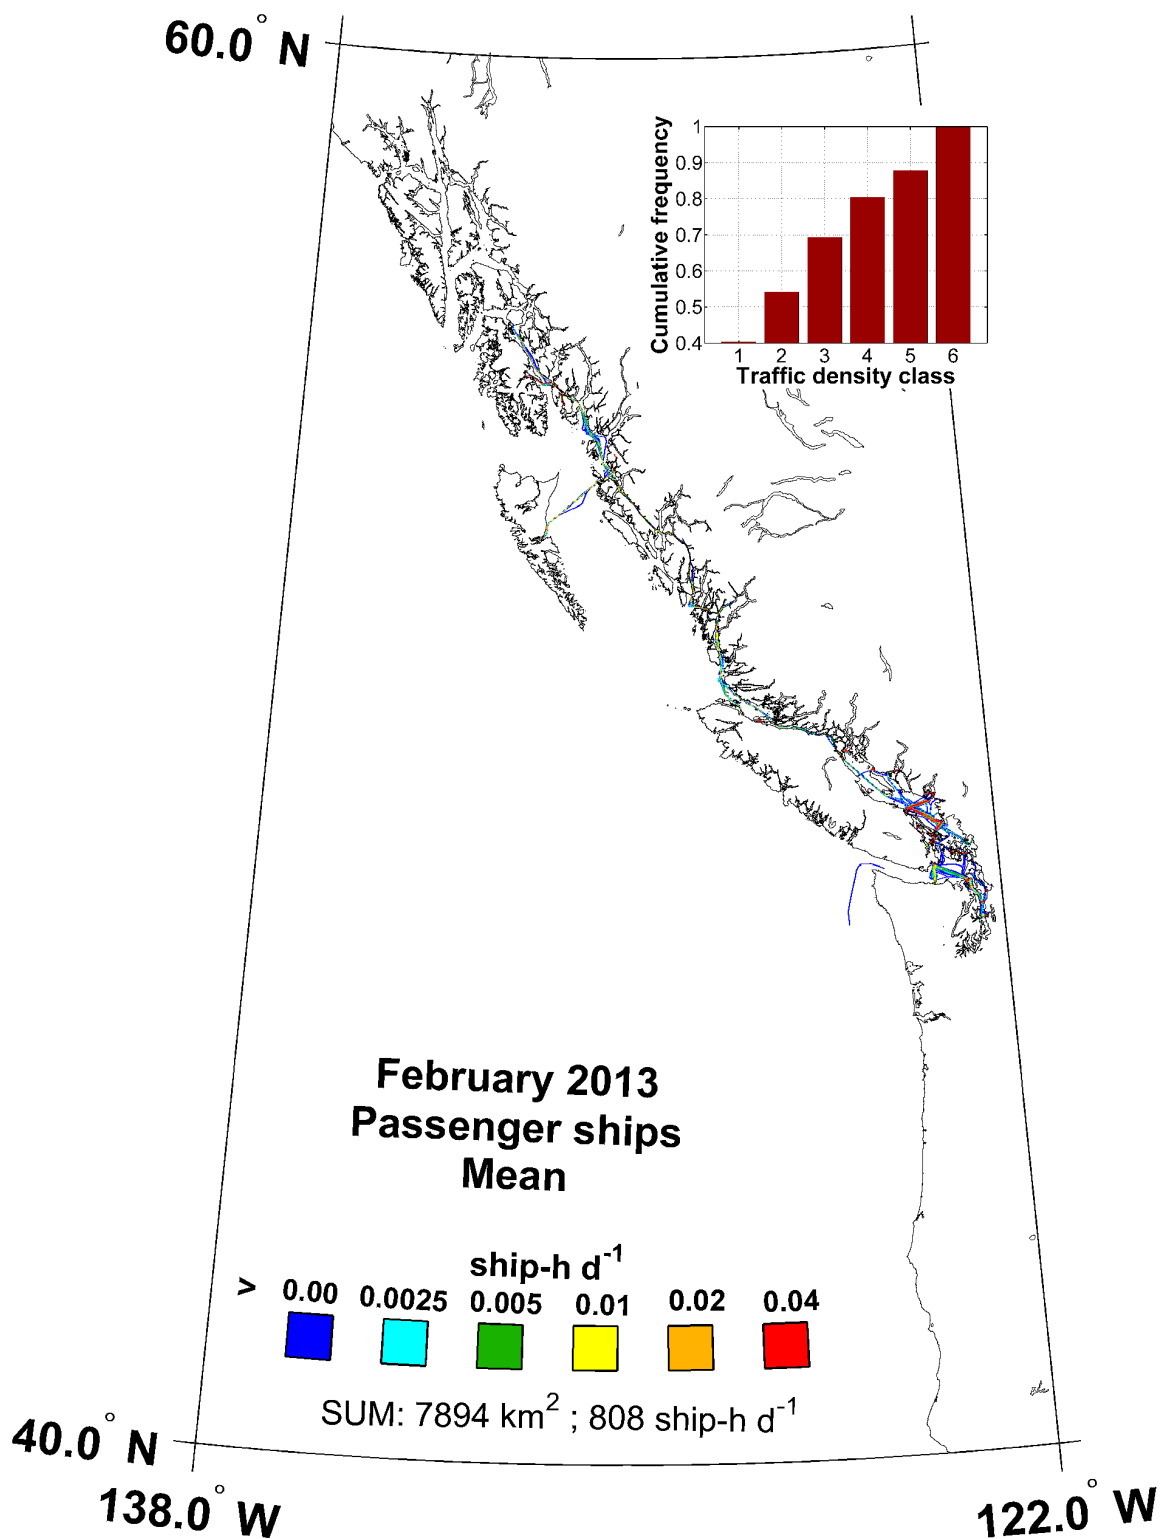 60.0° N
Cumulative frequency
1
0.9
0.8
0.7
0.6
0.5
0.4
1 2 3 4 5 6
Traffic density class
February 2013
Passenger ships
Mean
ship-h d⁻¹
> 0.00 0.0025 0.005 0.01 0.02 0.04
SUM: 7894 km² ; 808 ship-h d⁻¹
40.0° N
138.0° W
122.0° W